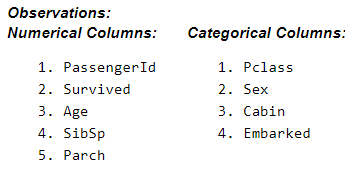 Observations:
Numerical Columns: Categorical Columns:
1. PassengerId 1. Pclass
2. Survived 2. Sex
3. Age 3. Cabin
4. SibSp 4. Embarked
5. Parch